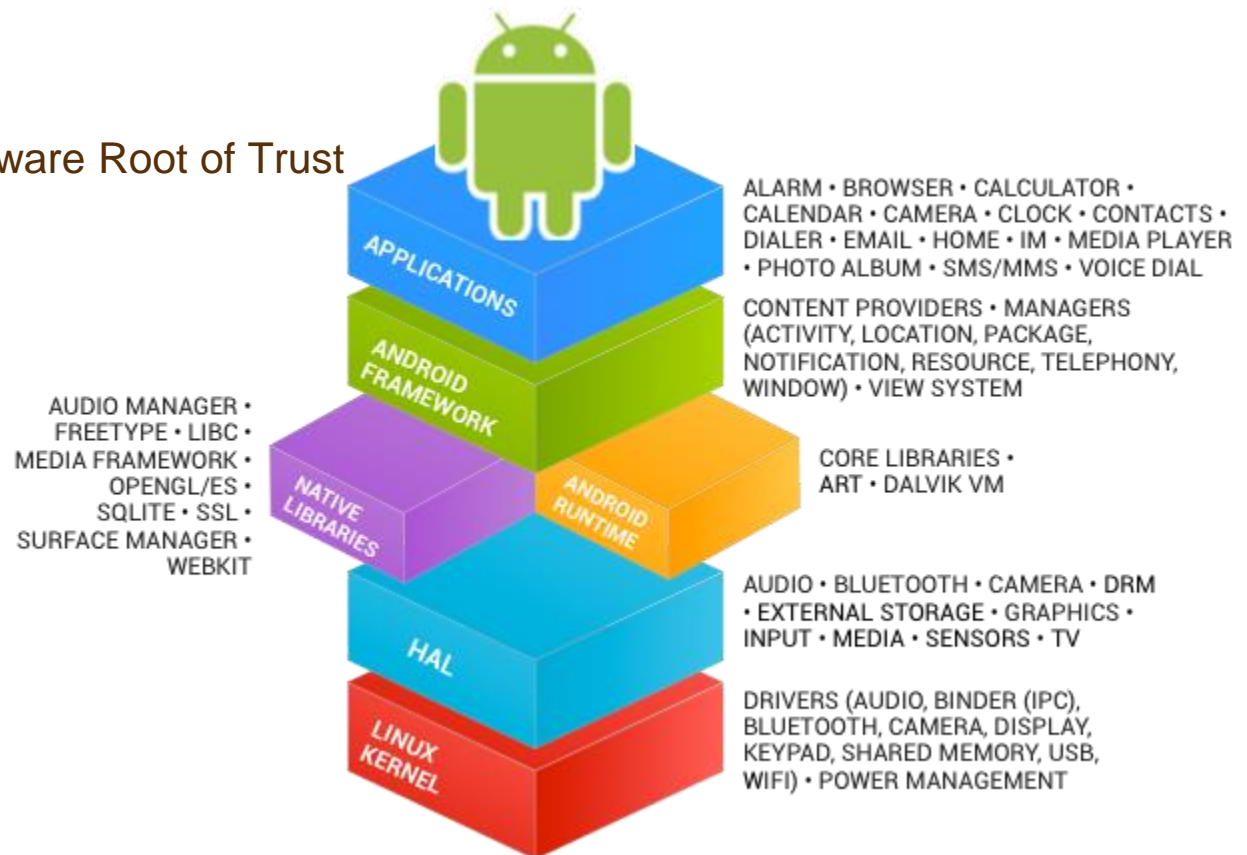 ware Root of Trust
APPLICATIONS
ALARM • BROWSER • CALCULATOR •
CALENDAR • CAMERA • CLOCK • CONTACTS •
DIALER • EMAIL • HOME • IM • MEDIA PLAYER
• PHOTO ALBUM • SMS/MMS • VOICE DIAL
ANDROID
FRAMEWORK
CONTENT PROVIDERS • MANAGERS
(ACTIVITY, LOCATION, PACKAGE,
NOTIFICATION, RESOURCE, TELEPHONY,
WINDOW) • VIEW SYSTEM
AUDIO MANAGER •
FREETYPE • LIBC •
MEDIA FRAMEWORK •
OPENGL/ES •
SQLITE • SSL •
SURFACE MANAGER •
WEBKIT
NATIVE
LIBRARIES
ANDROID
RUNTIME
CORE LIBRARIES •
ART • DALVIK VM
HAL
AUDIO • BLUETOOTH • CAMERA • DRM
• EXTERNAL STORAGE • GRAPHICS •
INPUT • MEDIA • SENSORS • TV
LINUX
KERNEL
DRIVERS (AUDIO, BINDER (IPC),
BLUETOOTH, CAMERA, DISPLAY,
KEYPAD, SHARED MEMORY, USB,
WIFI) • POWER MANAGEMENT